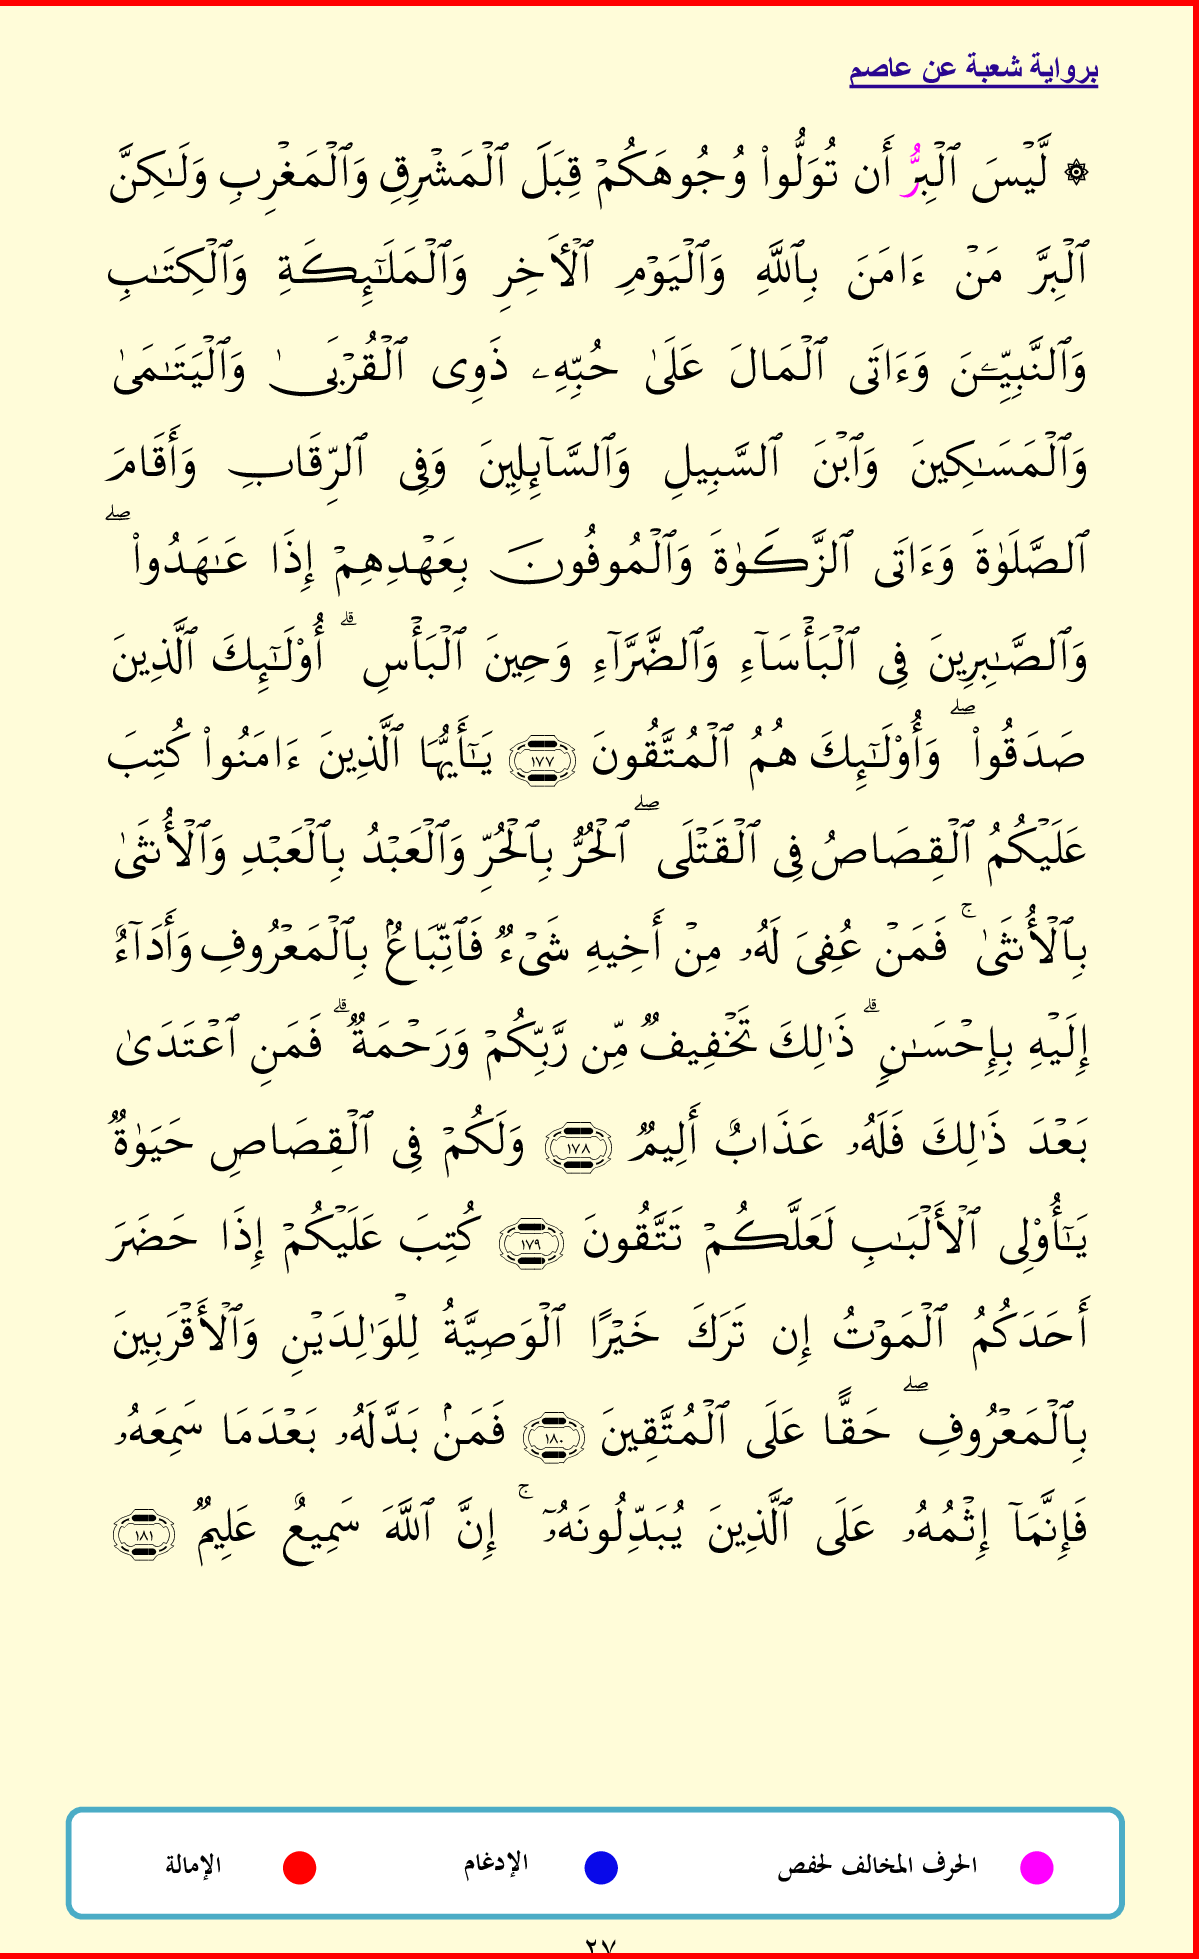 برواية شعبة عن عاصم
۞ لَّيْسَ ٱلْبِرُّ أَن تُوَلُّوا۟ وُجُوهَكُمْ قِبَلَ ٱلْمَشْرِقِ وَٱلْمَغْرِبِ وَلَـٰكِنَّ
ٱلْبِرَّ مَنْ ءَامَنَ بِٱللَّهِ وَٱلْيَوْمِ ٱلْـَٔاخِرِ وَٱلْمَلَـٰٓئِكَةِ وَٱلْكِتَـٰبِ
وَٱلنَّبِيِّـۧنَ وَءَاتَى ٱلْمَالَ عَلَىٰ حُبِّهِۦ ذَوِى ٱلْقُرْبَىٰ وَٱلْيَتَـٰمَىٰ
وَٱلْمَسَـٰكِينَ وَٱبْنَ ٱلسَّبِيلِ وَٱلسَّآئِلِينَ وَفِى ٱلرِّقَابِ وَأَقَامَ
ٱلصَّلَوٰةَ وَءَاتَى ٱلزَّكَوٰةَ وَٱلْمُوفُونَ بِعَهْدِهِمْ إِذَا عَـٰهَدُوا۟ ۖ
وَٱلصَّـٰبِرِينَ فِى ٱلْبَأْسَآءِ وَٱلضَّرَّآءِ وَحِينَ ٱلْبَأْسِ ۗ أُو۟لَـٰٓئِكَ ٱلَّذِينَ
صَدَقُوا۟ ۖ وَأُو۟لَـٰٓئِكَ هُمُ ٱلْمُتَّقُونَ ١٧٧ يَـٰٓأَيُّهَا ٱلَّذِينَ ءَامَنُوا۟ كُتِبَ
عَلَيْكُمُ ٱلْقِصَاصُ فِى ٱلْقَتْلَى ۖ ٱلْحُرُّ بِٱلْحُرِّ وَٱلْعَبْدُ بِٱلْعَبْدِ وَٱلْأُنثَىٰ
بِٱلْأُنثَىٰ ۚ فَمَنْ عُفِىَ لَهُۥ مِنْ أَخِيهِ شَىْءٌ فَٱتِّبَاعٌۢ بِٱلْمَعْرُوفِ وَأَدَآءٌ
إِلَيْهِ بِإِحْسَـٰنٍ ۗ ذَٰلِكَ تَخْفِيفٌ مِّن رَّبِّكُمْ وَرَحْمَةٌ ۗ فَمَنِ ٱعْتَدَىٰ
بَعْدَ ذَٰلِكَ فَلَهُۥ عَذَابٌ أَلِيمٌ ١٧٨ وَلَكُمْ فِى ٱلْقِصَاصِ حَيَوٰةٌ
يَـٰٓأُو۟لِى ٱلْأَلْبَـٰبِ لَعَلَّكُمْ تَتَّقُونَ ١٧٩ كُتِبَ عَلَيْكُمْ إِذَا حَضَرَ
أَحَدَكُمُ ٱلْمَوْتُ إِن تَرَكَ خَيْرًا ٱلْوَصِيَّةُ لِلْوَٰلِدَيْنِ وَٱلْأَقْرَبِينَ
بِٱلْمَعْرُوفِ ۖ حَقًّا عَلَى ٱلْمُتَّقِينَ ١٨٠ فَمَنۢ بَدَّلَهُۥ بَعْدَمَا سَمِعَهُۥ
فَإِنَّمَآ إِثْمُهُۥ عَلَى ٱلَّذِينَ يُبَدِّلُونَهُۥٓ ۚ إِنَّ ٱللَّهَ سَمِيعٌ عَلِيمٌ ١٨١
الحرف المخالف لحفص الإدغام الإمالة
٢٧